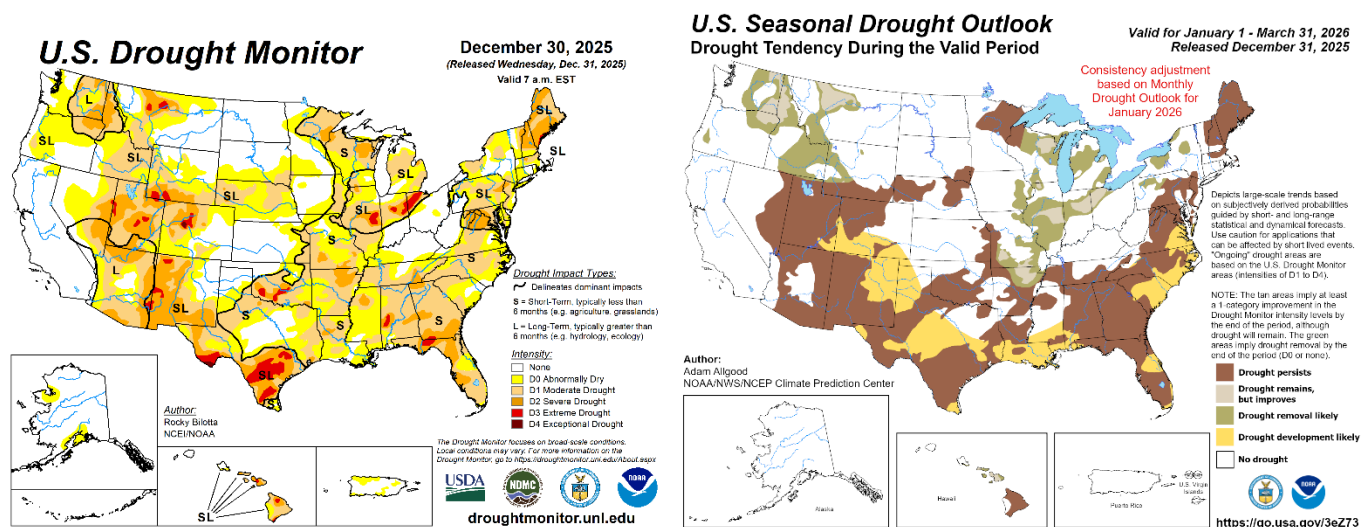 U.S. Drought Monitor
December 30, 2025
(Released Wednesday, Dec. 31, 2025)
Valid 7 a.m. EST
L
SL
SL
SL
SL
L
SL
S
SL
SL
S
S
S
S
SL
S
SL
SL
SL
S
S
Drought Impact Types:
Delineates dominant impacts
S = Short-Term, typically less than
6 months (e.g. agriculture, grasslands)
L = Long-Term, typically greater than
6 months (e.g. hydrology, ecology)
Intensity:
None
D0 Abnormally Dry
D1 Moderate Drought
D2 Severe Drought
D3 Extreme Drought
D4 Exceptional Drought
Author:
Rocky Bilotta
NCEI/NOAA
SL
The Drought Monitor focuses on broad-scale conditions.
Local conditions may vary. For more information on the
Drought Monitor, go to https://droughtmonitor.unl.edu/About.aspx
USDA
NDMC
NOAA
droughtmonitor.unl.edu
U.S. Seasonal Drought Outlook
Drought Tendency During the Valid Period
Valid for January 1 - March 31, 2026
Released December 31, 2025
Consistency adjustment
based on Monthly
Drought Outlook for
January 2026
Depicts large-scale trends based
on subjectively derived probabilities
guided by short- and long-range
statistical and dynamical forecasts.
Use caution for applications that
can be affected by short lived events.
"Ongoing" drought areas are
based on the U.S. Drought Monitor
areas (intensities of D1 to D4).
NOTE: The tan areas imply at least
a 1-category improvement in the
Drought Monitor intensity levels by
the end of the period, although
drought will remain. The green
areas imply drought removal by the
end of the period (D0 or none).
Author:
Adam Allgood
NOAA/NWS/NCEP Climate Prediction Center
Drought persists
Drought remains,
but improves
Drought removal likely
Drought development likely
No drought
Alaska
Hawaii
Puerto Rico
U.S. Virgin
Islands
NOAA
https://go.usa.gov/3eZ73